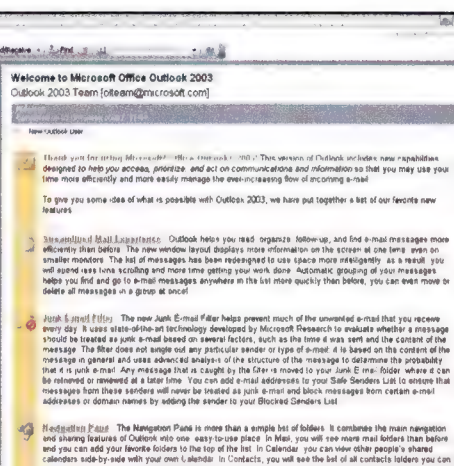 Find
Welcome to Microsoft Office Outlook 2003
Outlook 2003 Team [olteam@microsoft.com]
New Outlook User
Thank you for using Microsoft Office Outlook 2003! This version of Outlook includes new capabilities
designed to help you access, prioritize and act on communications and information so that you may use your
time more efficiently and more easily manage the ever-increasing flow of incoming e-mail
To give you some idea of what is possible with Outlook 2003, we have put together a list of our favorite new
features
Streamlined Mail Experience Outlook helps you read organize follow-up, and find e-mail messages more
efficiently than before The new window layout displays more information on the screen at one time even on
smaller monitors The list of messages has been redesigned to use space more intelligently as a result you
will spend less time scrolling and more time getting your work done Automatic grouping of your messages
helps you find and go to e-mail messages anywhere in the list more quickly than before, you can even move or
delete all messages in a group at once!
Junk E-mail Filter The new Junk E-mail Filter helps prevent much of the unwanted e-mail that you receive
every day It uses state-of-the-art technology developed by Microsoft Research to evaluate whether a message
should be treated as junk e-mail based on several factors, such as the time it was sent and the content of the
message The filter does not single out any particular sender or type of e-mail it is based on the content of the
message in general and uses advanced analysis of the structure of the message to determine the probability
that it is junk e-mail Any message that is caught by the filter is moved to your Junk E-mail folder where it can
be retrieved or reviewed at a later time You can add e-mail addresses to your Safe Senders List to ensure that
messages from these senders will never be treated as junk e-mail and block messages from certain e-mail
addresses or domain names by adding the sender to your Blocked Senders List
Navigation Pane The Navigation Pane is more than a simple list of folders It combines the main navigation
and sharing features of Outlook into one easy-to-use place In Mail, you will see more mail folders than before
and you can add your favorite folders to the top of the list In Calendar you can view other people's shared
calendars side-by-side with your own Calendar In Contacts, you will see the list of all contacts folders you can